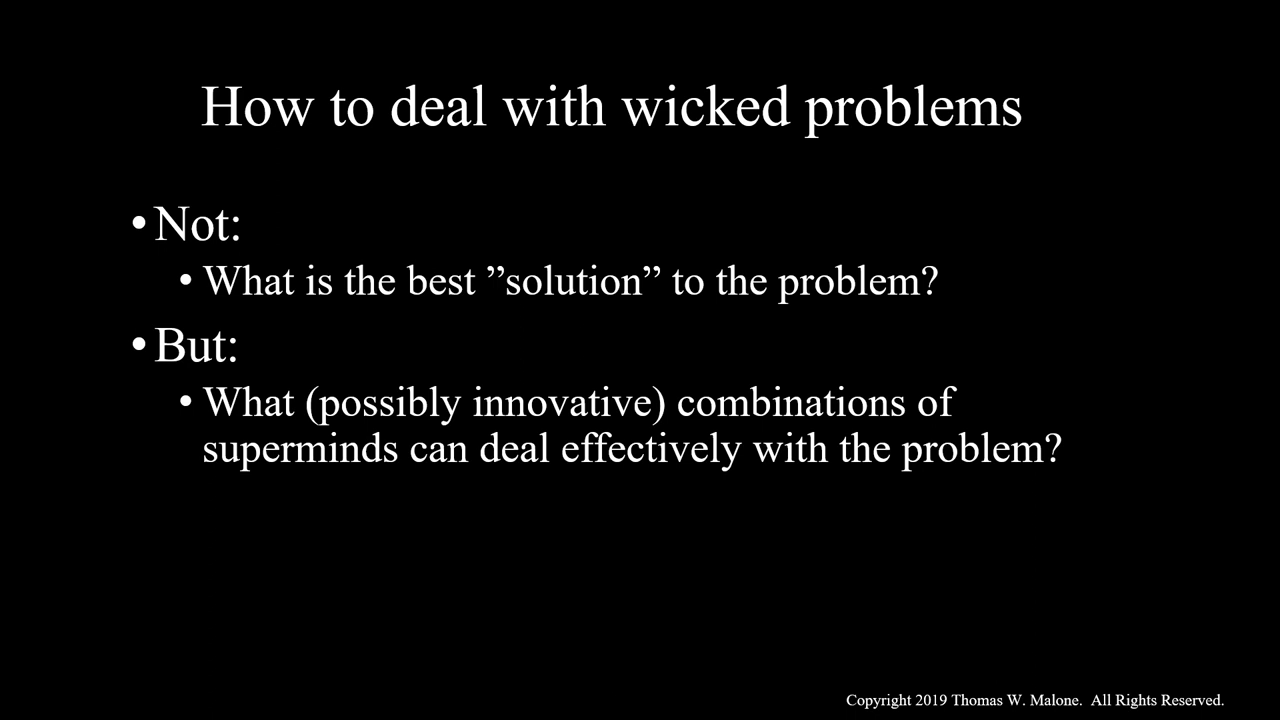 How to deal with wicked problems
• Not:
• What is the best ”solution” to the problem?
• But:
• What (possibly innovative) combinations of
superminds can deal effectively with the problem?
Copyright 2019 Thomas W. Malone.  All Rights Reserved.